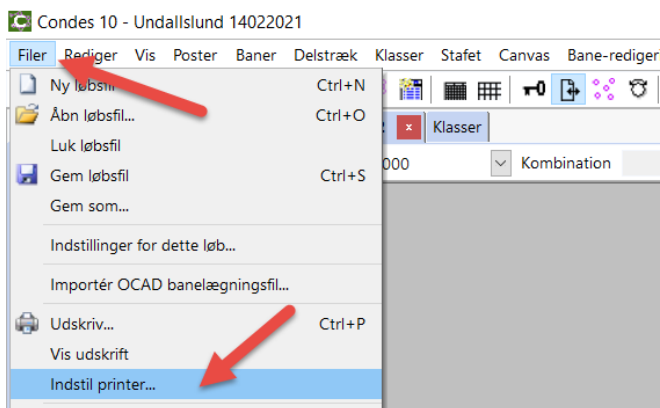 Condes 10 - Undallslund 14022021
Filer Rediger Vis Poster Baner Delstræk Klasser Stafet Canvas Bane-rediger
Ny løbsfil Ctrl+N
Åbn løbsfil... Ctrl+O
Klasser
Luk løbsfil
000 Kombination
Gem løbsfil Ctrl+S
Gem som...
Indstillinger for dette løb...
Importér OCAD banelægningsfil...
Udskriv... Ctrl+P
Vis udskrift
Indstil printer...